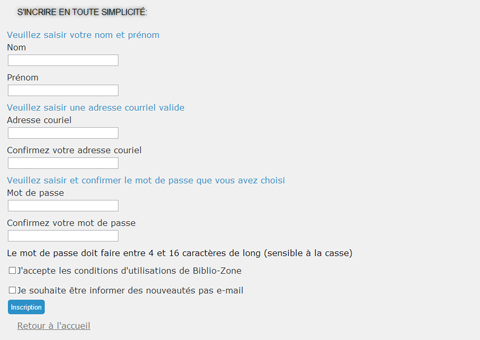 S'INCRIRE EN TOUTE SIMPLICITÉ:
Veuillez saisir votre nom et prénom
Nom
Prénom
Veuillez saisir une adresse courriel valide
Adresse couriel
Confirmez votre adresse couriel
Veuillez saisir et confirmer le mot de passe que vous avez choisi
Mot de passe
Confirmez votre mot de passe
Le mot de passe doit faire entre 4 et 16 caractères de long (sensible à la casse)
J'accepte les conditions d'utilisations de Biblio-Zone
Je souhaite être informer des nouveautés pas e-mail
Inscription
Retour à l'accueil